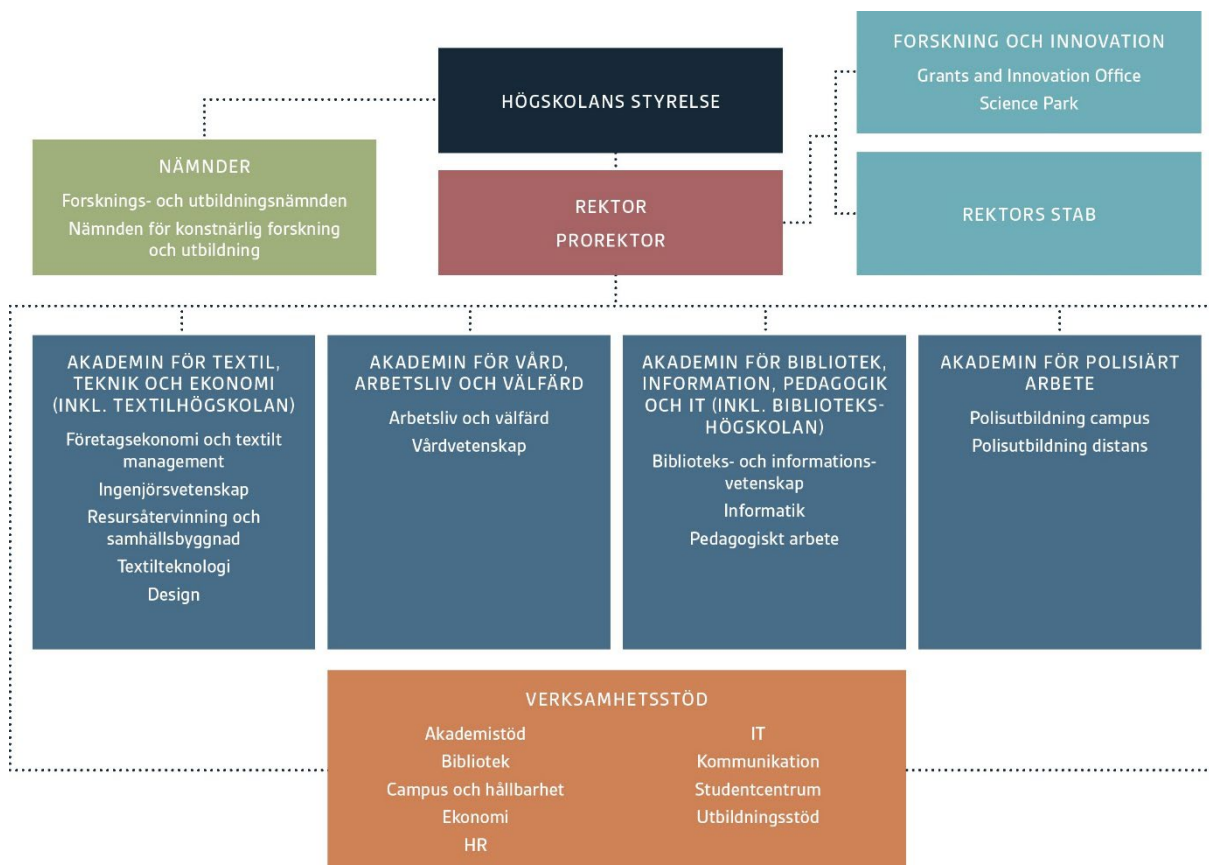 HÖGSKOLANS STYRELSE
FORSKNING OCH INNOVATION
Grants and Innovation Office
Science Park
NÄMNDER
Forsknings- och utbildningsnämnden
Nämnden för konstnärlig forskning
och utbildning
REKTOR
PROREKTOR
REKTORS STAB
AKADEMIN FÖR TEXTIL,
TEKNIK OCH EKONOMI
(INKL. TEXTILHÖGSKOLAN)
Företagsekonomi och textilt
management
Ingenjörsvetenskap
Resursåtervinning och
samhällsbyggnad
Textilteknologi
Design
AKADEMIN FÖR VÅRD,
ARBETSLIV OCH VÄLFÄRD
Arbetsliv och välfärd
Vårdvetenskap
AKADEMIN FÖR BIBLIOTEK,
INFORMATION, PEDAGOGIK
OCH IT (INKL. BIBLIOTEKS-
HÖGSKOLAN)
Biblioteks- och informations-
vetenskap
Informatik
Pedagogiskt arbete
AKADEMIN FÖR POLISIÄRT
ARBETE
Polisutbildning campus
Polisutbildning distans
VERKSAMHETSSTÖD
Akademistöd
Bibliotek
Campus och hållbarhet
Ekonomi
HR
IT
Kommunikation
Studentcentrum
Utbildningsstöd